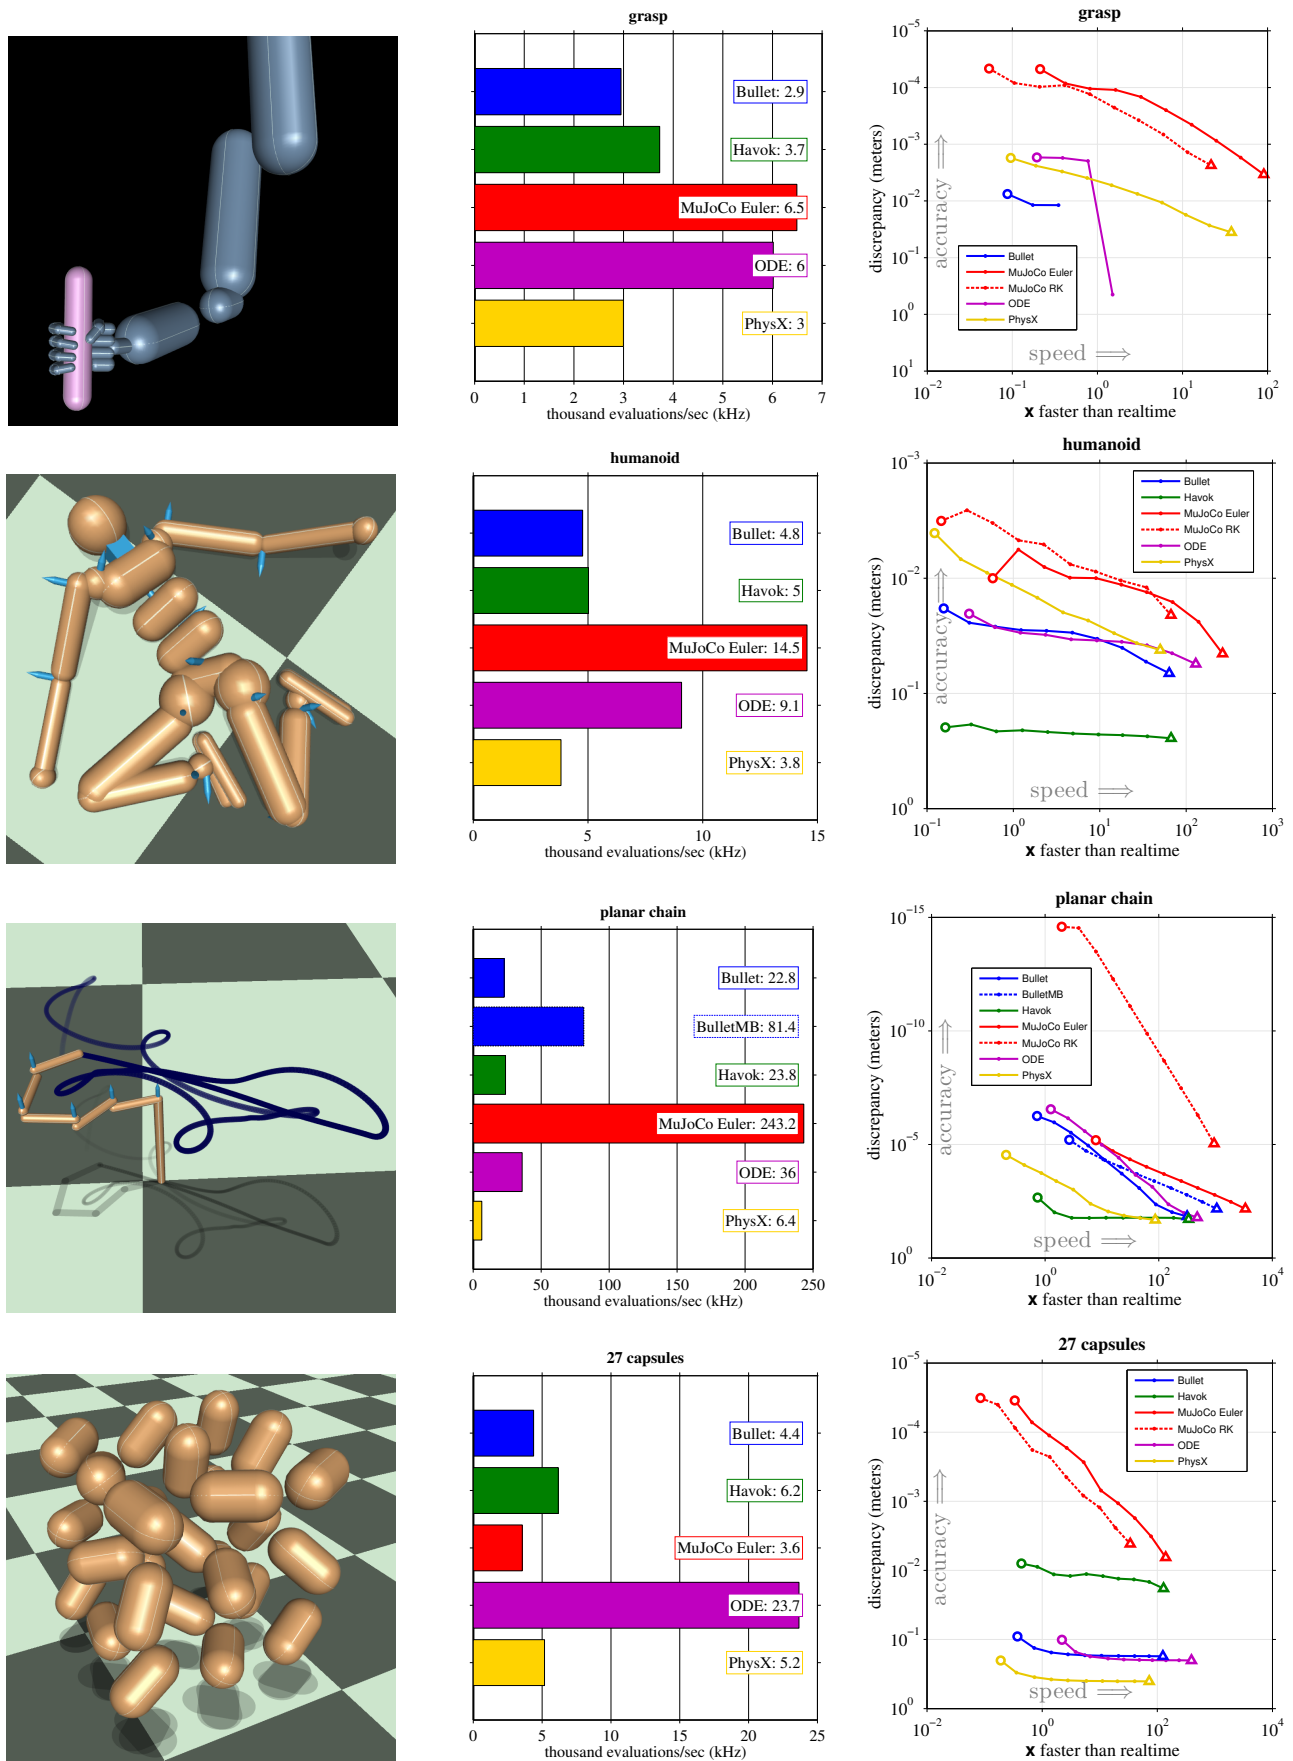 grasp
Bullet: 2.9
Havok: 3.7
MuJoCo Euler: 6.5
ODE: 6
PhysX: 3
0 1 2 3 4 5 6 7
thousand evaluations/sec (kHz)
grasp
10^-5
10^-4
10^-3
10^-2
10^-1
10^0
10^1
discrepancy (meters)
accuracy ⟹
Bullet
MuJoCo Euler
MuJoCo RK
ODE
PhysX
speed ⟹
10^-2 10^-1 10^0 10^1 10^2
x faster than realtime
humanoid
Bullet: 4.8
Havok: 5
MuJoCo Euler: 14.5
ODE: 9.1
PhysX: 3.8
0 5 10 15
thousand evaluations/sec (kHz)
humanoid
10^-3
10^-2
10^-1
10^0
discrepancy (meters)
accuracy ⟹
Bullet
Havok
MuJoCo Euler
MuJoCo RK
ODE
PhysX
speed ⟹
10^-1 10^0 10^1 10^2 10^3
x faster than realtime
planar chain
Bullet: 22.8
BulletMB: 81.4
Havok: 23.8
MuJoCo Euler: 243.2
ODE: 36
PhysX: 6.4
0 50 100 150 200 250
thousand evaluations/sec (kHz)
planar chain
10^-15
10^-10
10^-5
10^0
discrepancy (meters)
accuracy ⟹
Bullet
BulletMB
Havok
MuJoCo Euler
MuJoCo RK
ODE
PhysX
speed ⟹
10^-2 10^0 10^2 10^4
x faster than realtime
27 capsules
Bullet: 4.4
Havok: 6.2
MuJoCo Euler: 3.6
ODE: 23.7
PhysX: 5.2
0 5 10 15 20 25
thousand evaluations/sec (kHz)
27 capsules
10^-5
10^-4
10^-3
10^-2
10^-1
10^0
discrepancy (meters)
accuracy ⟹
Bullet
Havok
MuJoCo Euler
MuJoCo RK
ODE
PhysX
speed ⟹
10^-2 10^0 10^2 10^4
x faster than realtime